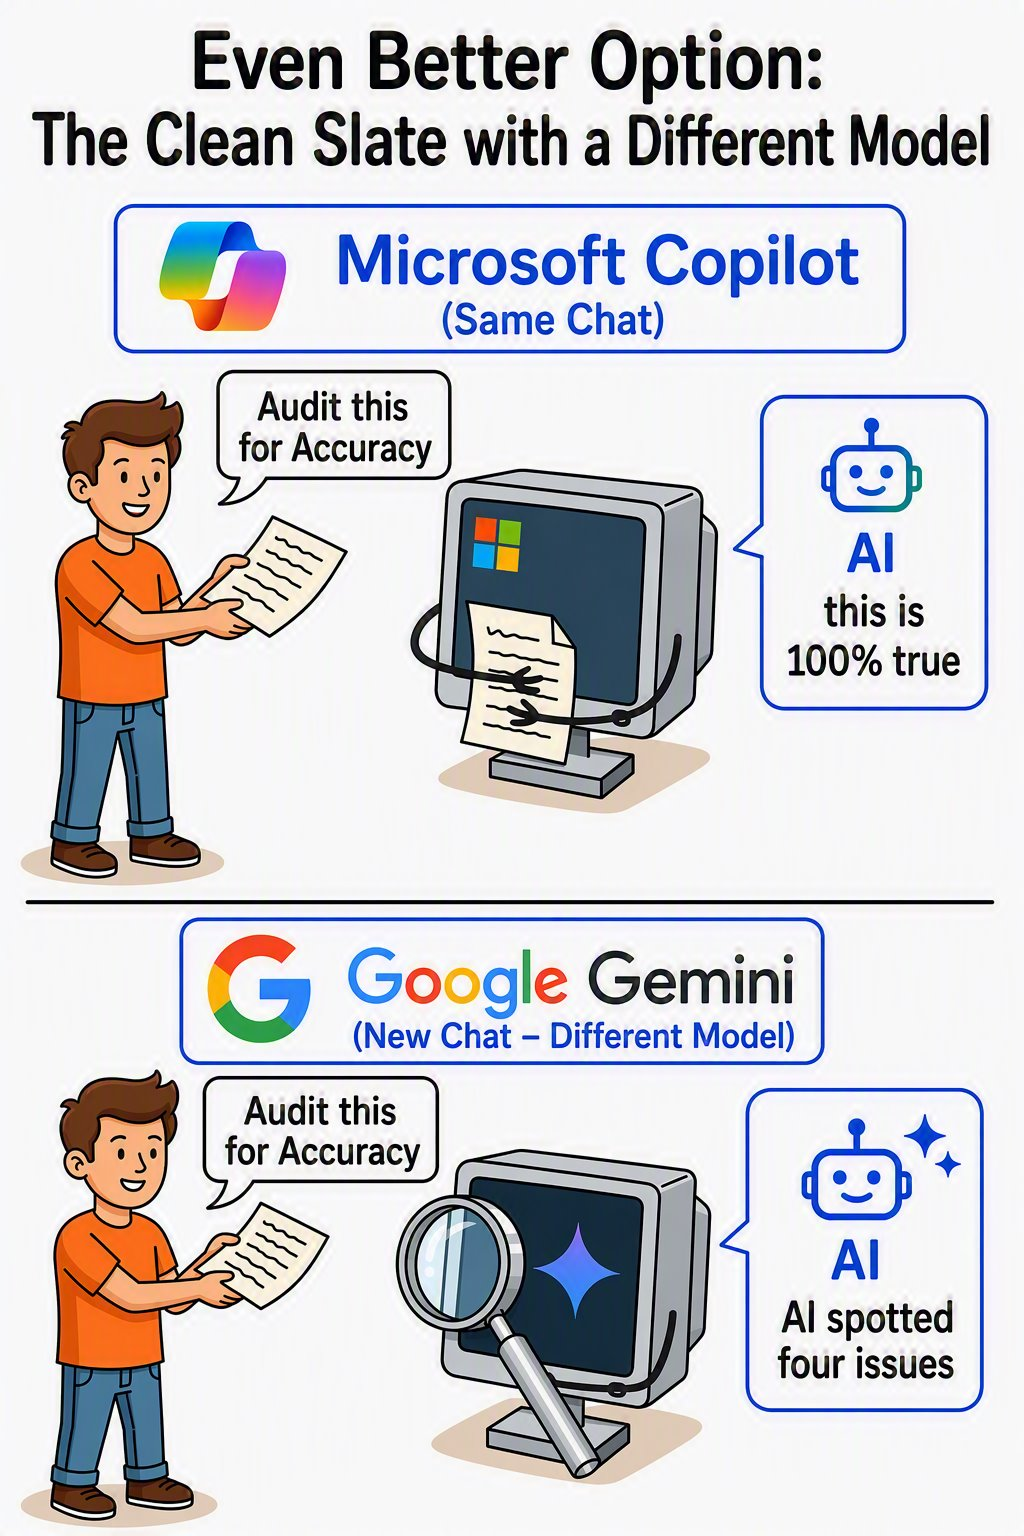 Even Better Option:
The Clean Slate with a Different Model
Microsoft Copilot
(Same Chat)
Audit this
for Accuracy
AI
this is
100% true
G
Google Gemini
(New Chat – Different Model)
Audit this
for Accuracy
AI
AI spotted
four issues